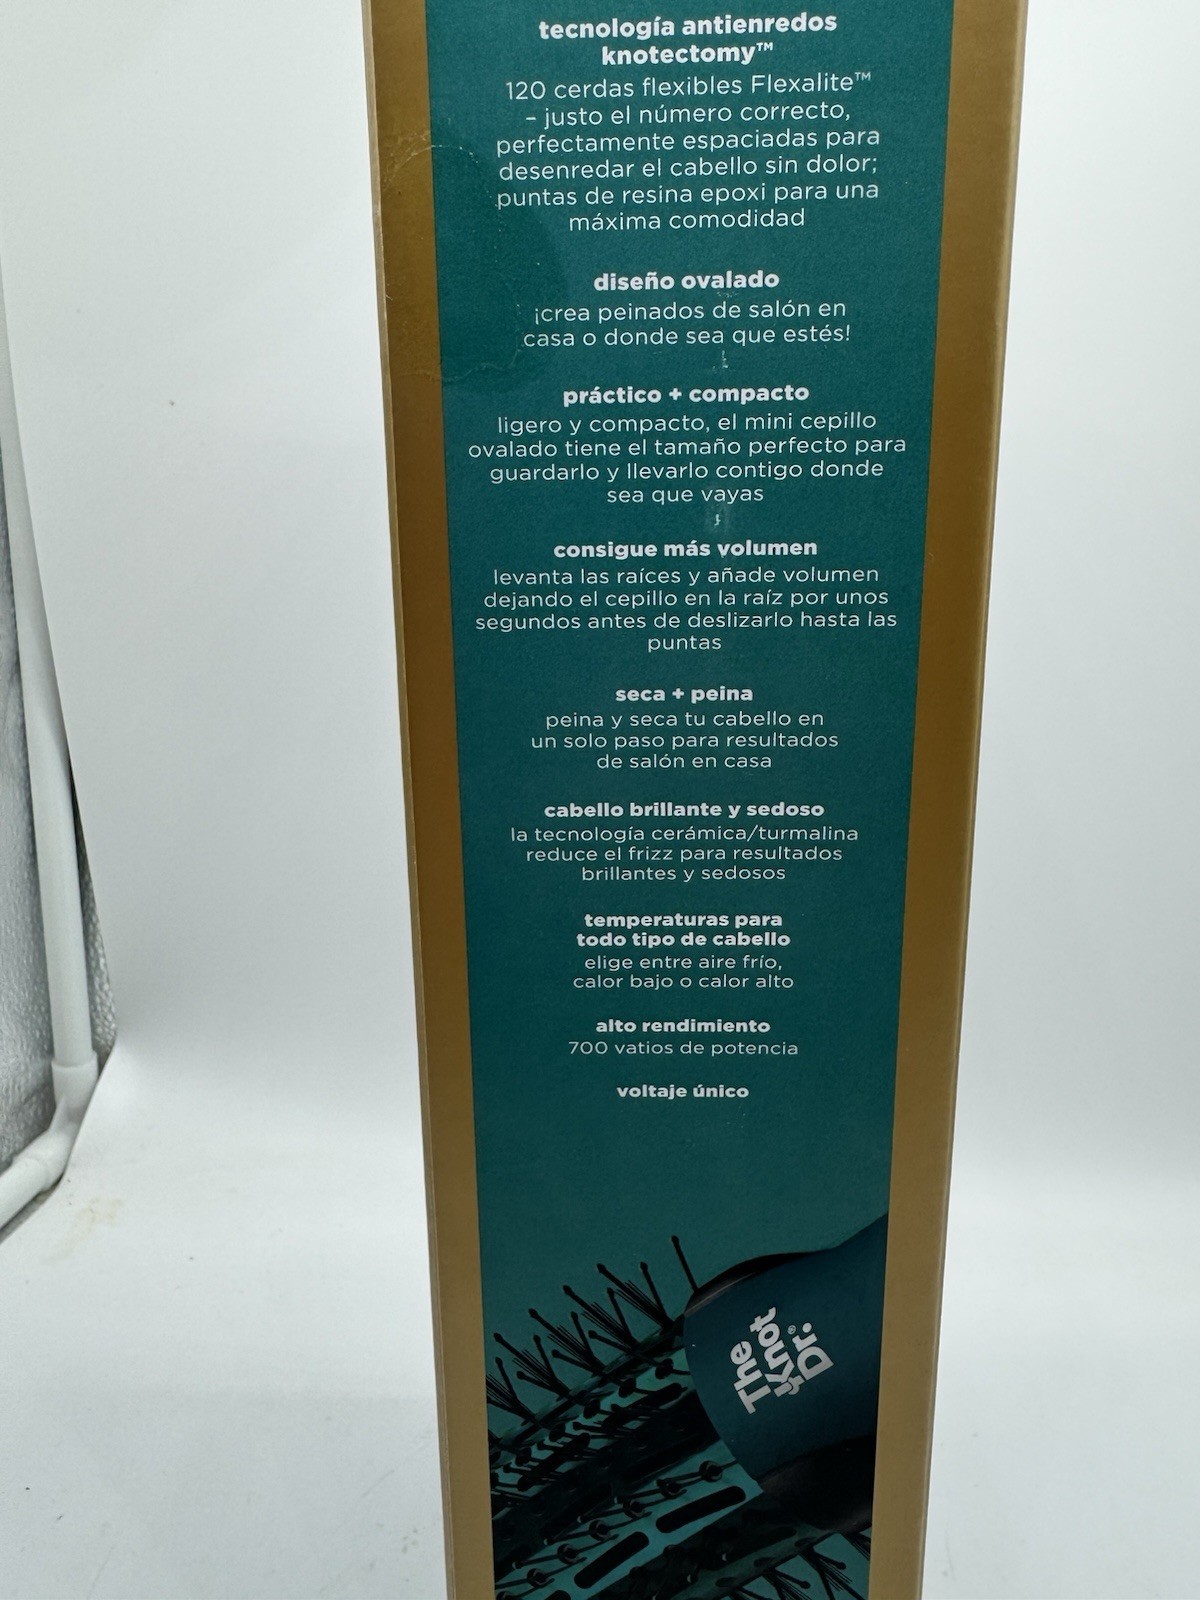 tecnología antienredos
knotectomy™
120 cerdas flexibles Flexalite™
– justo el número correcto,
perfectamente espaciadas para
desenredar el cabello sin dolor;
puntas de resina epoxi para una
máxima comodidad
diseño ovalado
¡crea peinados de salón en
casa o donde sea que estés!
práctico + compacto
ligero y compacto, el mini cepillo
ovalado tiene el tamaño perfecto para
guardarlo y llevarlo contigo donde
sea que vayas
consigue más volumen
levanta las raíces y añade volumen
dejando el cepillo en la raíz por unos
segundos antes de deslizarlo hasta las
puntas
seca + peina
peina y seca tu cabello en
un solo paso para resultados
de salón en casa
cabello brillante y sedoso
la tecnología cerámica/turmalina
reduce el frizz para resultados
brillantes y sedosos
temperaturas para
todo tipo de cabello
elige entre aire frío,
calor bajo o calor alto
alto rendimiento
700 vatios de potencia
voltaje único
The
Knot
Dr.®